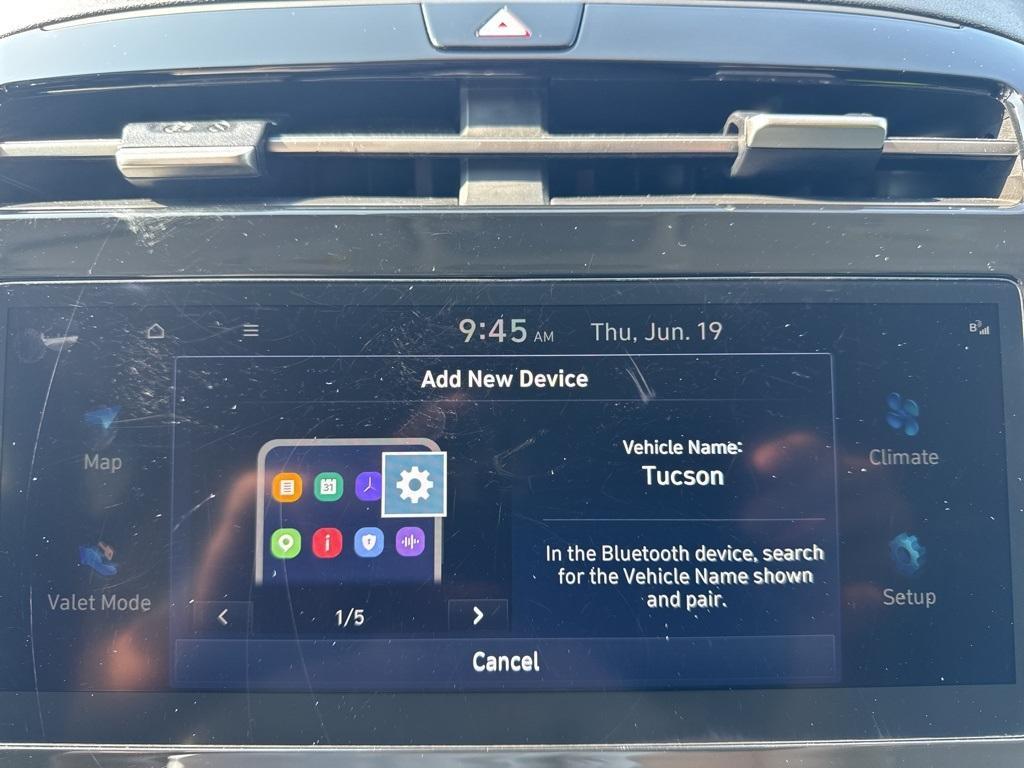 9:45 AM Thu, Jun. 19
B
Add New Device
Map
Vehicle Name:
Tucson
Climate
31
In the Bluetooth device, search
for the Vehicle Name shown
and pair.
Valet Mode
1/5
Setup
Cancel